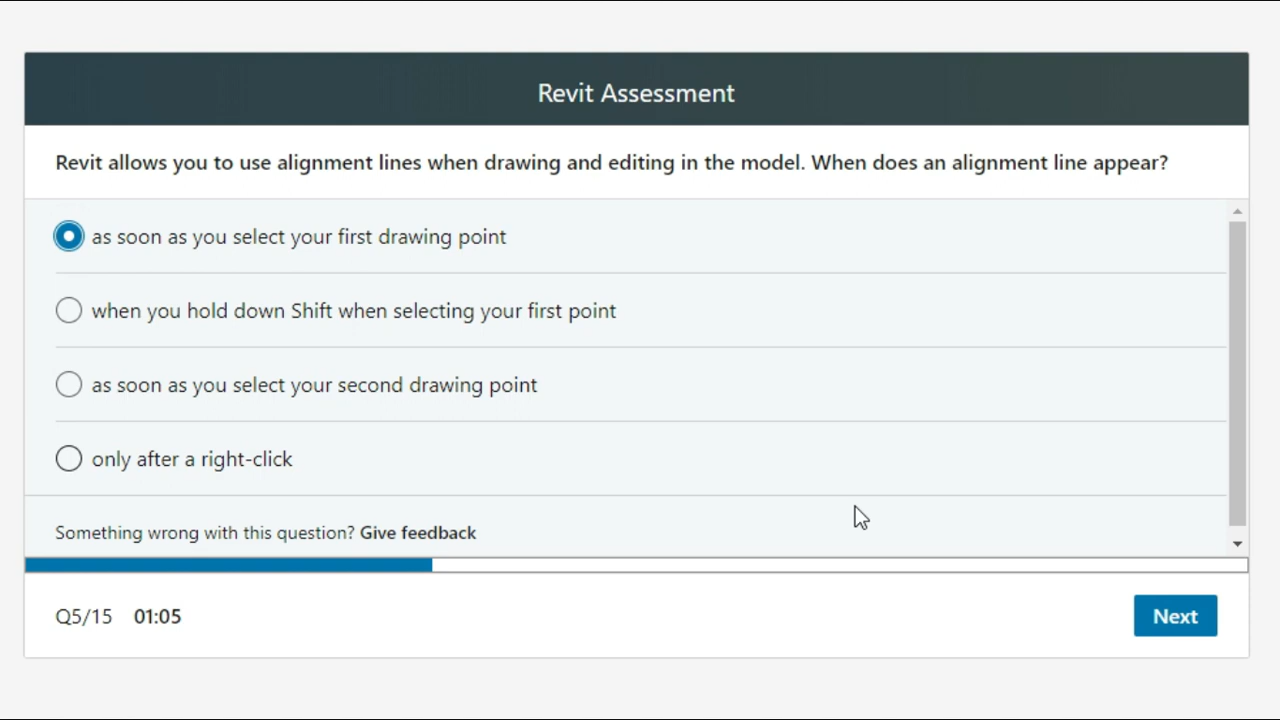 Revit Assessment
Revit allows you to use alignment lines when drawing and editing in the model. When does an alignment line appear?
as soon as you select your first drawing point
when you hold down Shift when selecting your first point
as soon as you select your second drawing point
only after a right-click
Something wrong with this question? Give feedback
Q5/15 01:05
Next